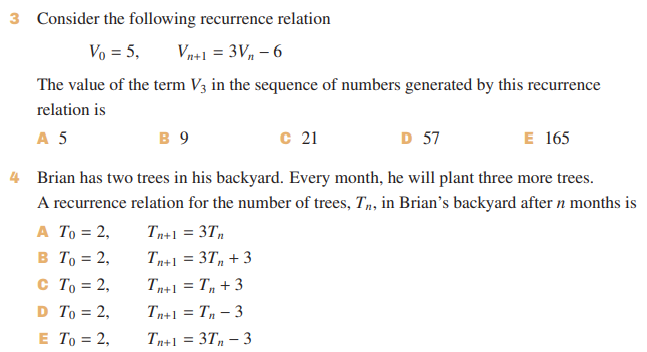 3 Consider the following recurrence relation
V₀ = 5, Vₙ₊₁ = 3Vₙ − 6
The value of the term V₃ in the sequence of numbers generated by this recurrence
relation is
A 5 B 9 C 21 D 57 E 165
4 Brian has two trees in his backyard. Every month, he will plant three more trees.
A recurrence relation for the number of trees, Tₙ, in Brian’s backyard after n months is
A T₀ = 2, Tₙ₊₁ = 3Tₙ
B T₀ = 2, Tₙ₊₁ = 3Tₙ + 3
C T₀ = 2, Tₙ₊₁ = Tₙ + 3
D T₀ = 2, Tₙ₊₁ = Tₙ − 3
E T₀ = 2, Tₙ₊₁ = 3Tₙ − 3